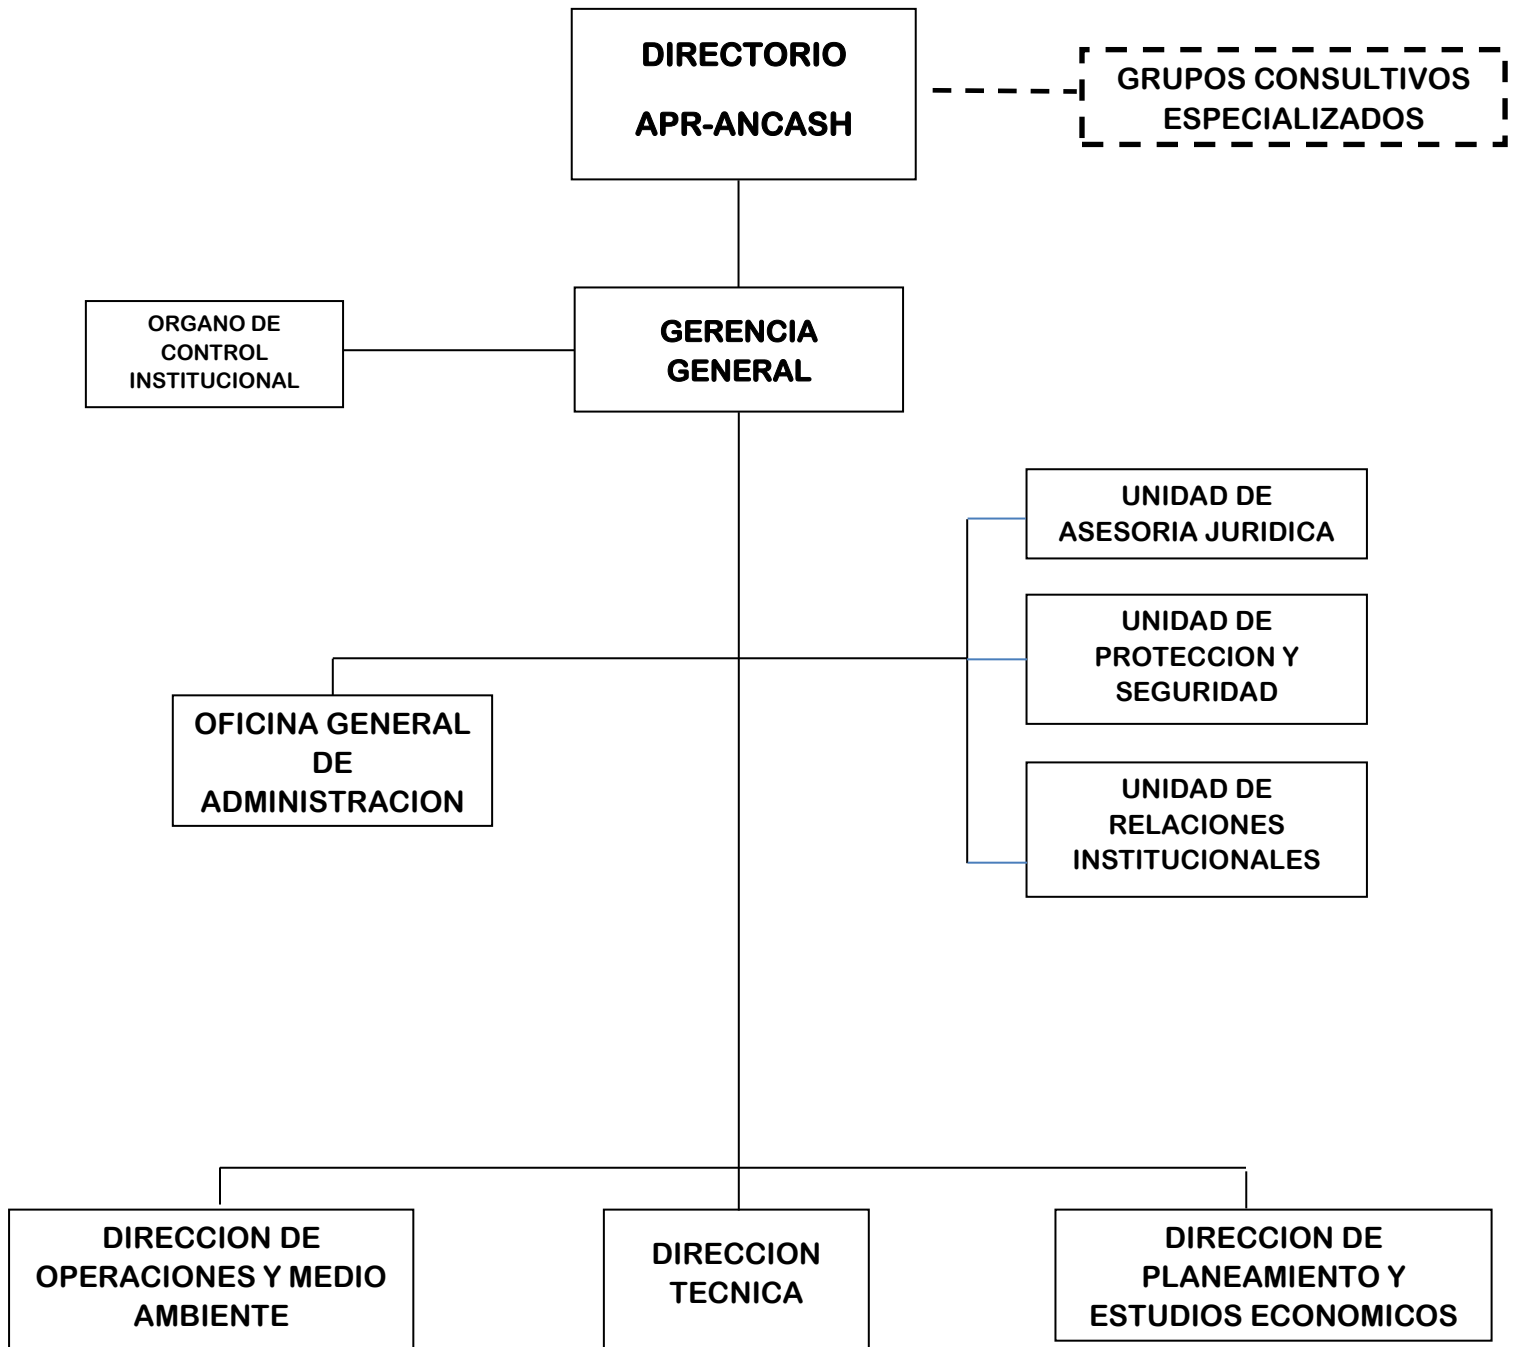 DIRECTORIO
APR-ANCASH
GRUPOS CONSULTIVOS
ESPECIALIZADOS
ORGANO DE
CONTROL
INSTITUCIONAL
GERENCIA
GENERAL
UNIDAD DE
ASESORIA JURIDICA
UNIDAD DE
PROTECCION Y
SEGURIDAD
OFICINA GENERAL
DE
ADMINISTRACION
UNIDAD DE
RELACIONES
INSTITUCIONALES
DIRECCION DE
OPERACIONES Y MEDIO
AMBIENTE
DIRECCION
TECNICA
DIRECCION DE
PLANEAMIENTO Y
ESTUDIOS ECONOMICOS